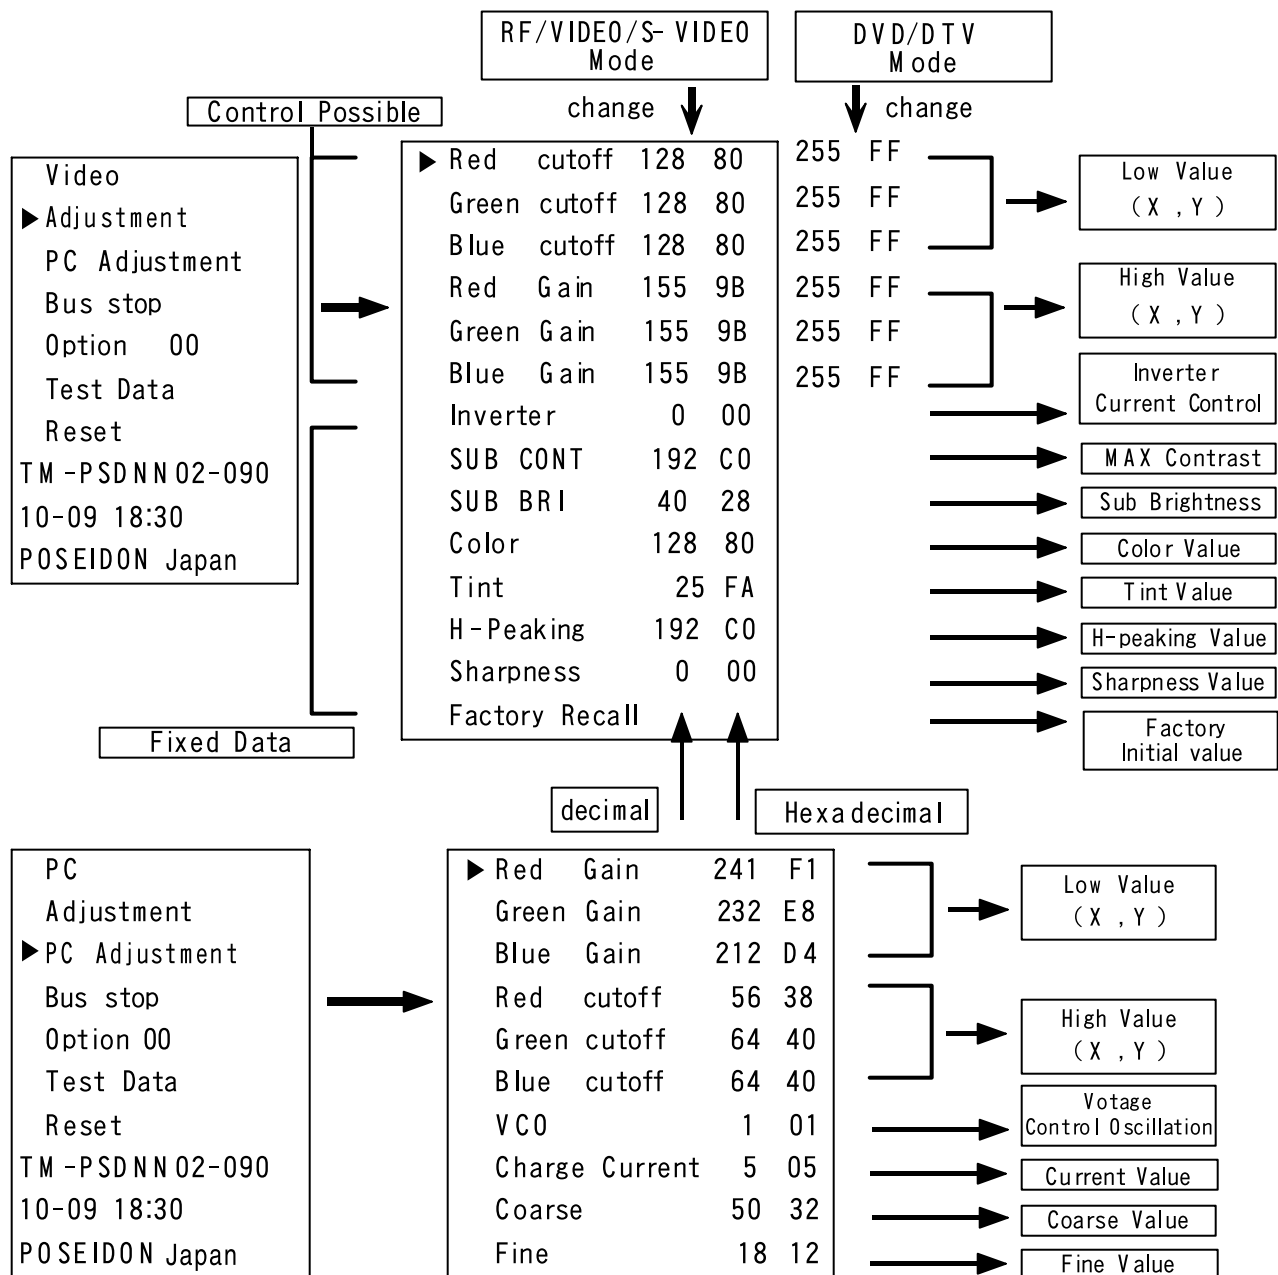 RF/VIDEO/S-VIDEO
Mode
DVD/DTV
Mode
change
change
Control Possible
Video
▶Adjustment
PC Adjustment
Bus stop
Option 00
Test Data
Reset
TM-PSDNN02-090
10-09 18:30
POSEIDON Japan
Fixed Data
▶Red cutoff 128 80
Green cutoff 128 80
Blue cutoff 128 80
Red Gain 155 9B
Green Gain 155 9B
Blue Gain 155 9B
Inverter 0 00
SUB CONT 192 C0
SUB BRI 40 28
Color 128 80
Tint 25 FA
H-Peaking 192 C0
Sharpness 0 00
Factory Recall
255 FF
255 FF
255 FF
255 FF
255 FF
255 FF
Low Value
(X,Y)
High Value
(X,Y)
Inverter
Current Control
MAX Contrast
Sub Brightness
Color Value
Tint Value
H-peaking Value
Sharpness Value
Factory
Initial value
decimal
Hexadecimal
PC
Adjustment
▶PC Adjustment
Bus stop
Option 00
Test Data
Reset
TM-PSDNN02-090
10-09 18:30
POSEIDON Japan
▶Red Gain 241 F1
Green Gain 232 E8
Blue Gain 212 D4
Red cutoff 56 38
Green cutoff 64 40
Blue cutoff 64 40
VCO 1 01
Charge Current 5 05
Coarse 50 32
Fine 18 12
Low Value
(X,Y)
High Value
(X,Y)
Votage
Control Oscillation
Current Value
Coarse Value
Fine Value